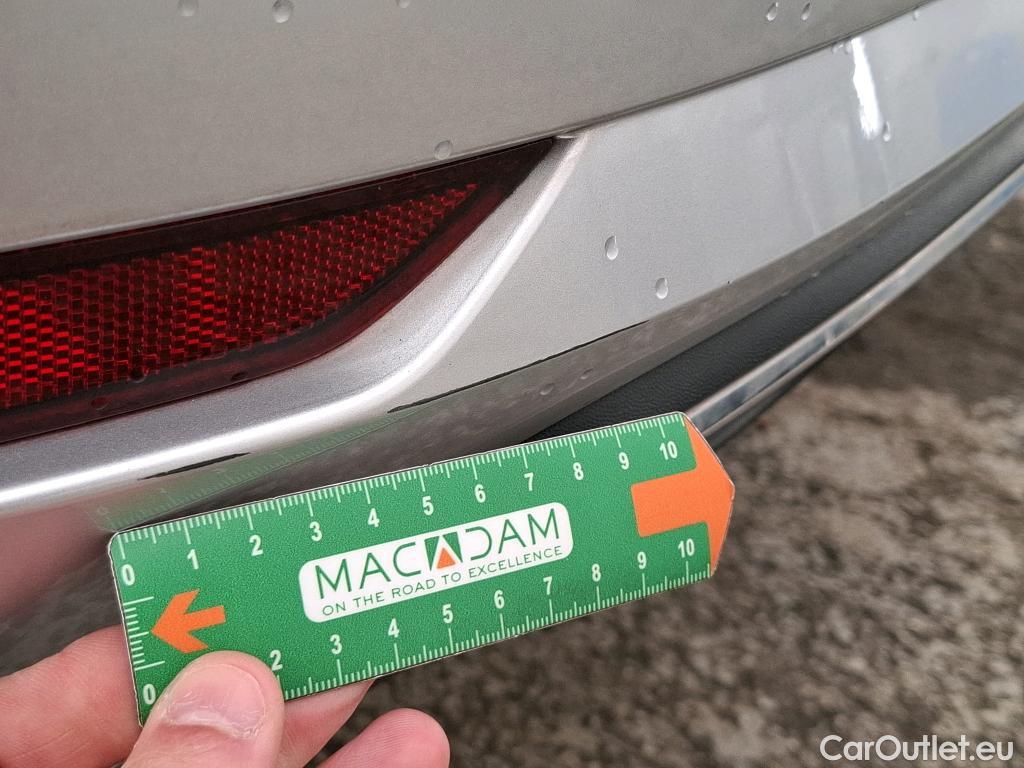 0 1 2 3 4 5 6 7 8 9 10
MACADAM
ON THE ROAD TO EXCELLENCE
0 2 3 4 5 6 7 8 9 10
CarOutlet.eu